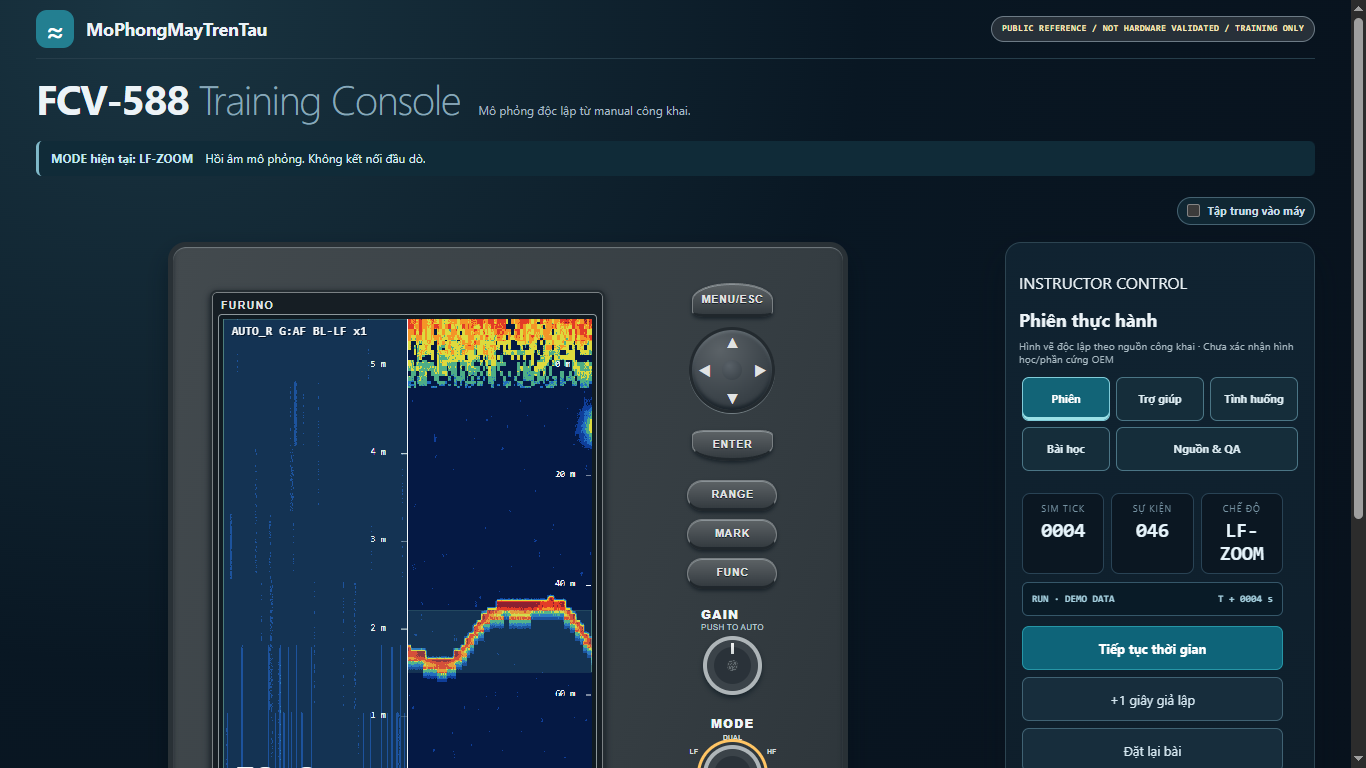 ≈ MoPhongMayTrenTau
PUBLIC REFERENCE / NOT HARDWARE VALIDATED / TRAINING ONLY
FCV-588 Training Console Mô phỏng độc lập từ manual công khai.
MODE hiện tại: LF-ZOOM Hồi âm mô phỏng. Không kết nối đầu dò.
Tập trung vào máy
FURUNO
AUTO_R G:AF BL-LF x1
5 m
4 m
3 m
2 m
1 m
0 m
20 m
40 m
60 m
MENU/ESC
ENTER
RANGE
MARK
FUNC
GAIN
PUSH TO AUTO
MODE
DUAL
LF
HF
INSTRUCTOR CONTROL
Phiên thực hành
Hình vẽ độc lập theo nguồn công khai · Chưa xác nhận hình
học/phần cứng OEM
Phiên
Trợ giúp
Tình huống
Bài học
Nguồn & QA
SIM TICK
0004
SỰ KIỆN
046
CHẾ ĐỘ
LF-
ZOOM
RUN · DEMO DATA
T + 0004 s
Tiếp tục thời gian
+1 giây giả lập
Đặt lại bài